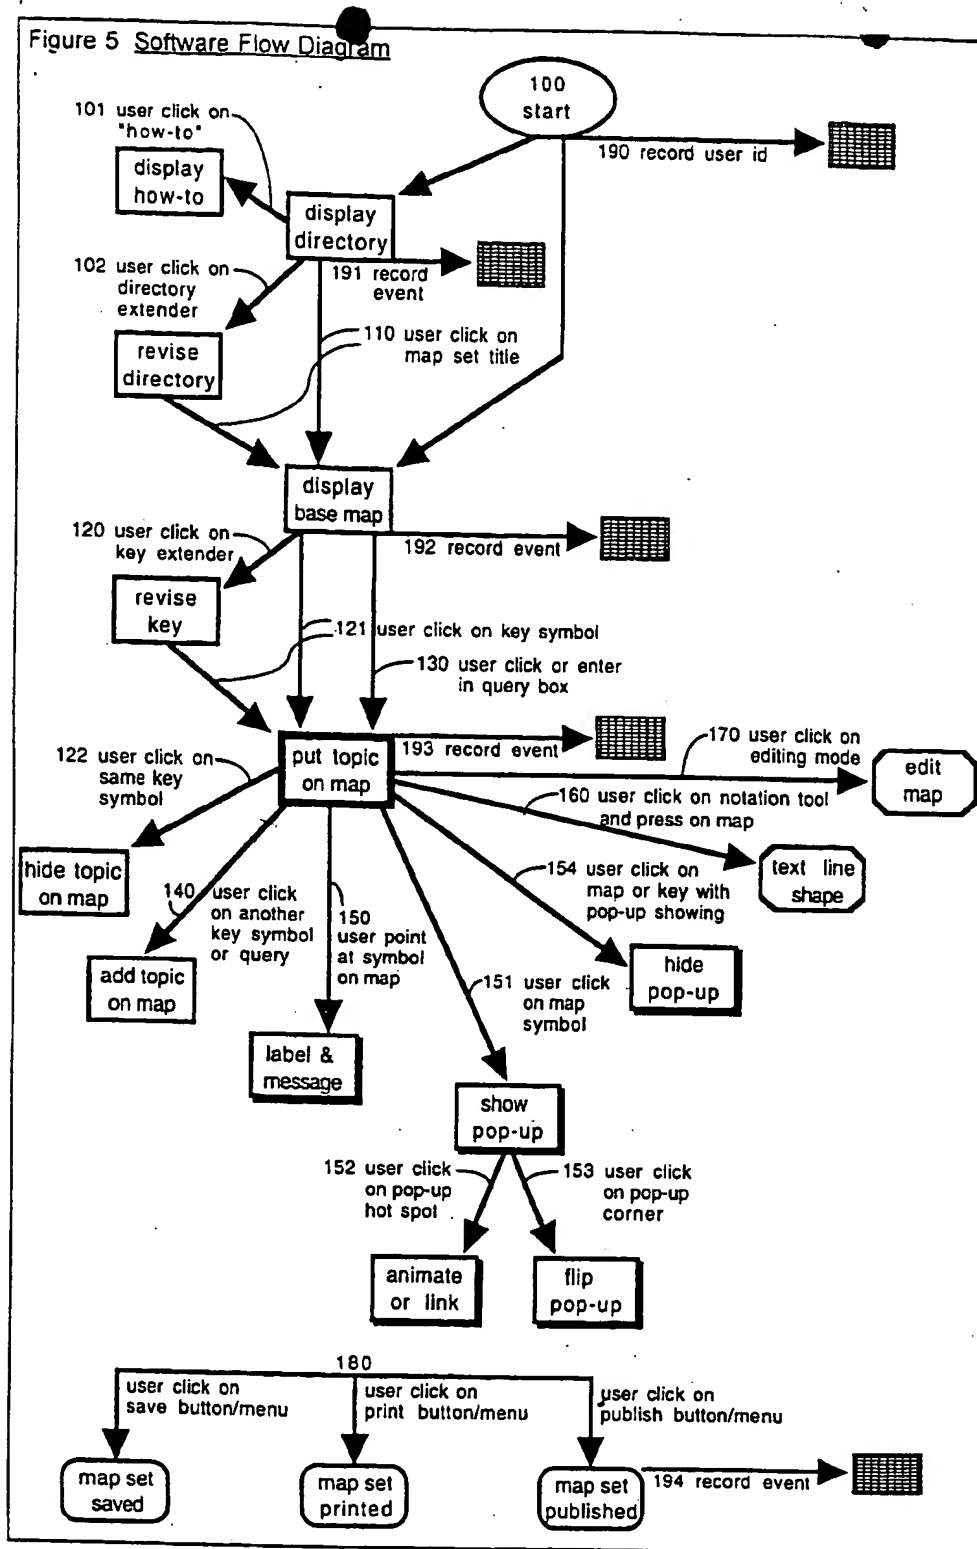 Figure 5 Software Flow Diagram
100
start
101 user click on
"how-to"
190 record user id
display
how-to
display
directory
102 user click on
directory
extender
191 record
event
110 user click on
map set title
revise
directory
display
base map
120 user click on
key extender
192 record event
revise
key
121 user click on key symbol
130 user click or enter
in query box
122 user click on
same key
symbol
put topic
on map
193 record event
170 user click on
editing mode
edit
map
160 user click on notation tool
and press on map
hide topic
on map
154 user click on
map or key with
pop-up showing
text line
shape
140 user click
on another
key symbol
or query
150
user point
at symbol
on map
add topic
on map
151 user click
on map
symbol
hide
pop-up
label &
message
show
pop-up
152 user click
on pop-up
hot spot
153 user click
on pop-up
corner
animate
or link
flip
pop-up
180
user click on
save button/menu
user click on
print button/menu
user click on
publish button/menu
map set
saved
map set
printed
map set
published
194 record event